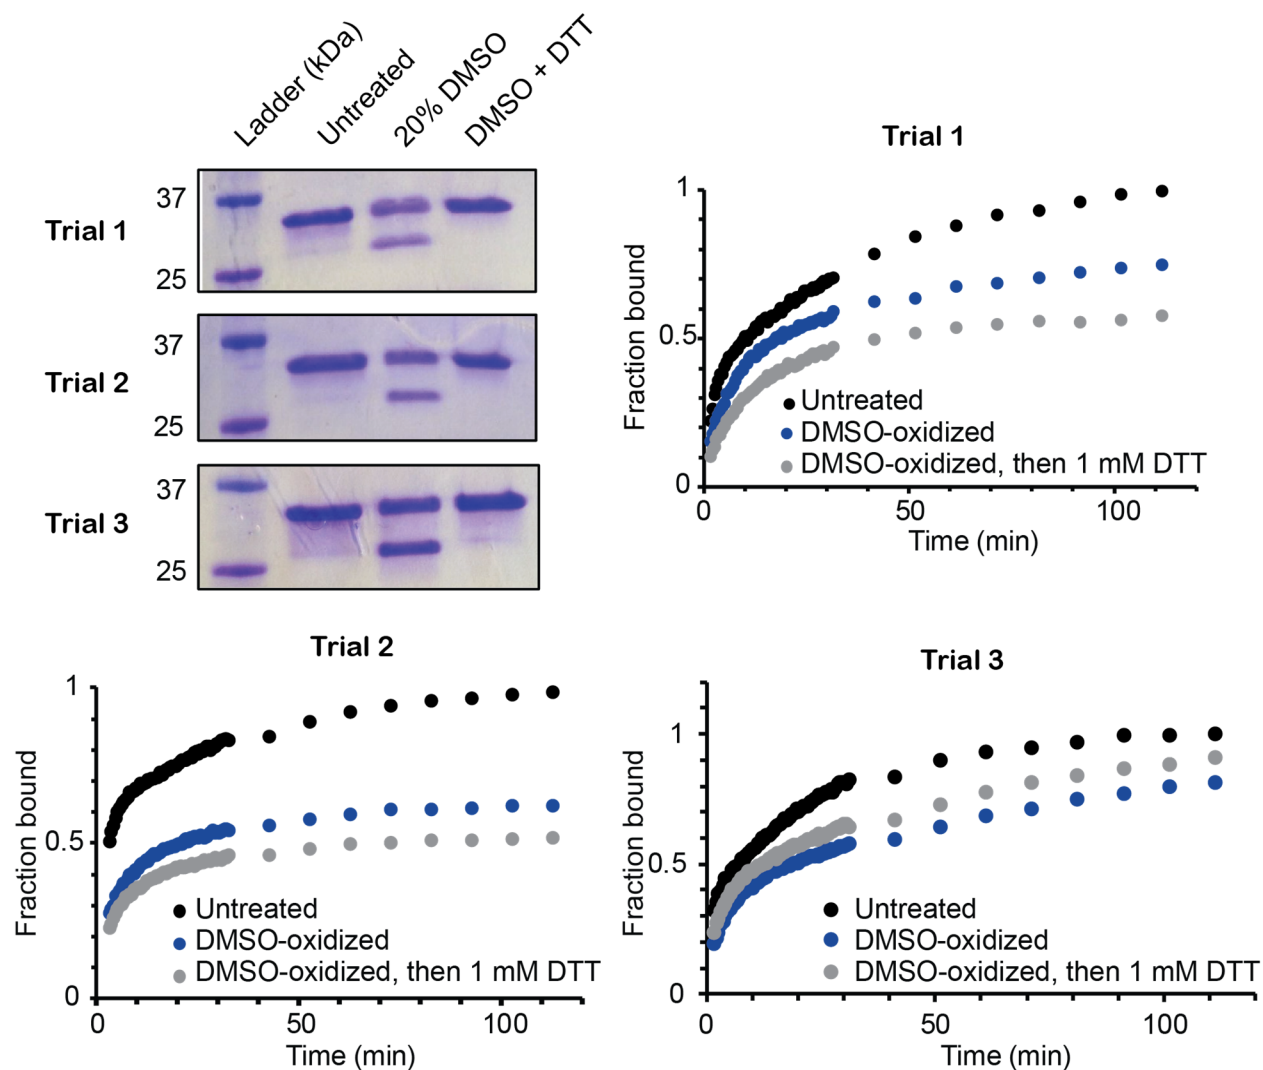 Ladder (kDa)
Untreated
20% DMSO
DMSO + DTT
Trial 1
37
25
Trial 2
37
25
Trial 3
37
25
Trial 1
1
0.5
0
Fraction bound
Untreated
DMSO-oxidized
DMSO-oxidized, then 1 mM DTT
0 50 100
Time (min)
Trial 2
1
0.5
0
Fraction bound
Untreated
DMSO-oxidized
DMSO-oxidized, then 1 mM DTT
0 50 100
Time (min)
Trial 3
1
0.5
0
Fraction bound
Untreated
DMSO-oxidized
DMSO-oxidized, then 1 mM DTT
0 50 100
Time (min)